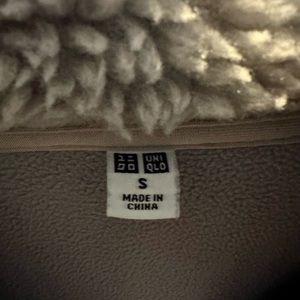 ユニ UNI
クロ QLO
S
MADE IN
CHINA